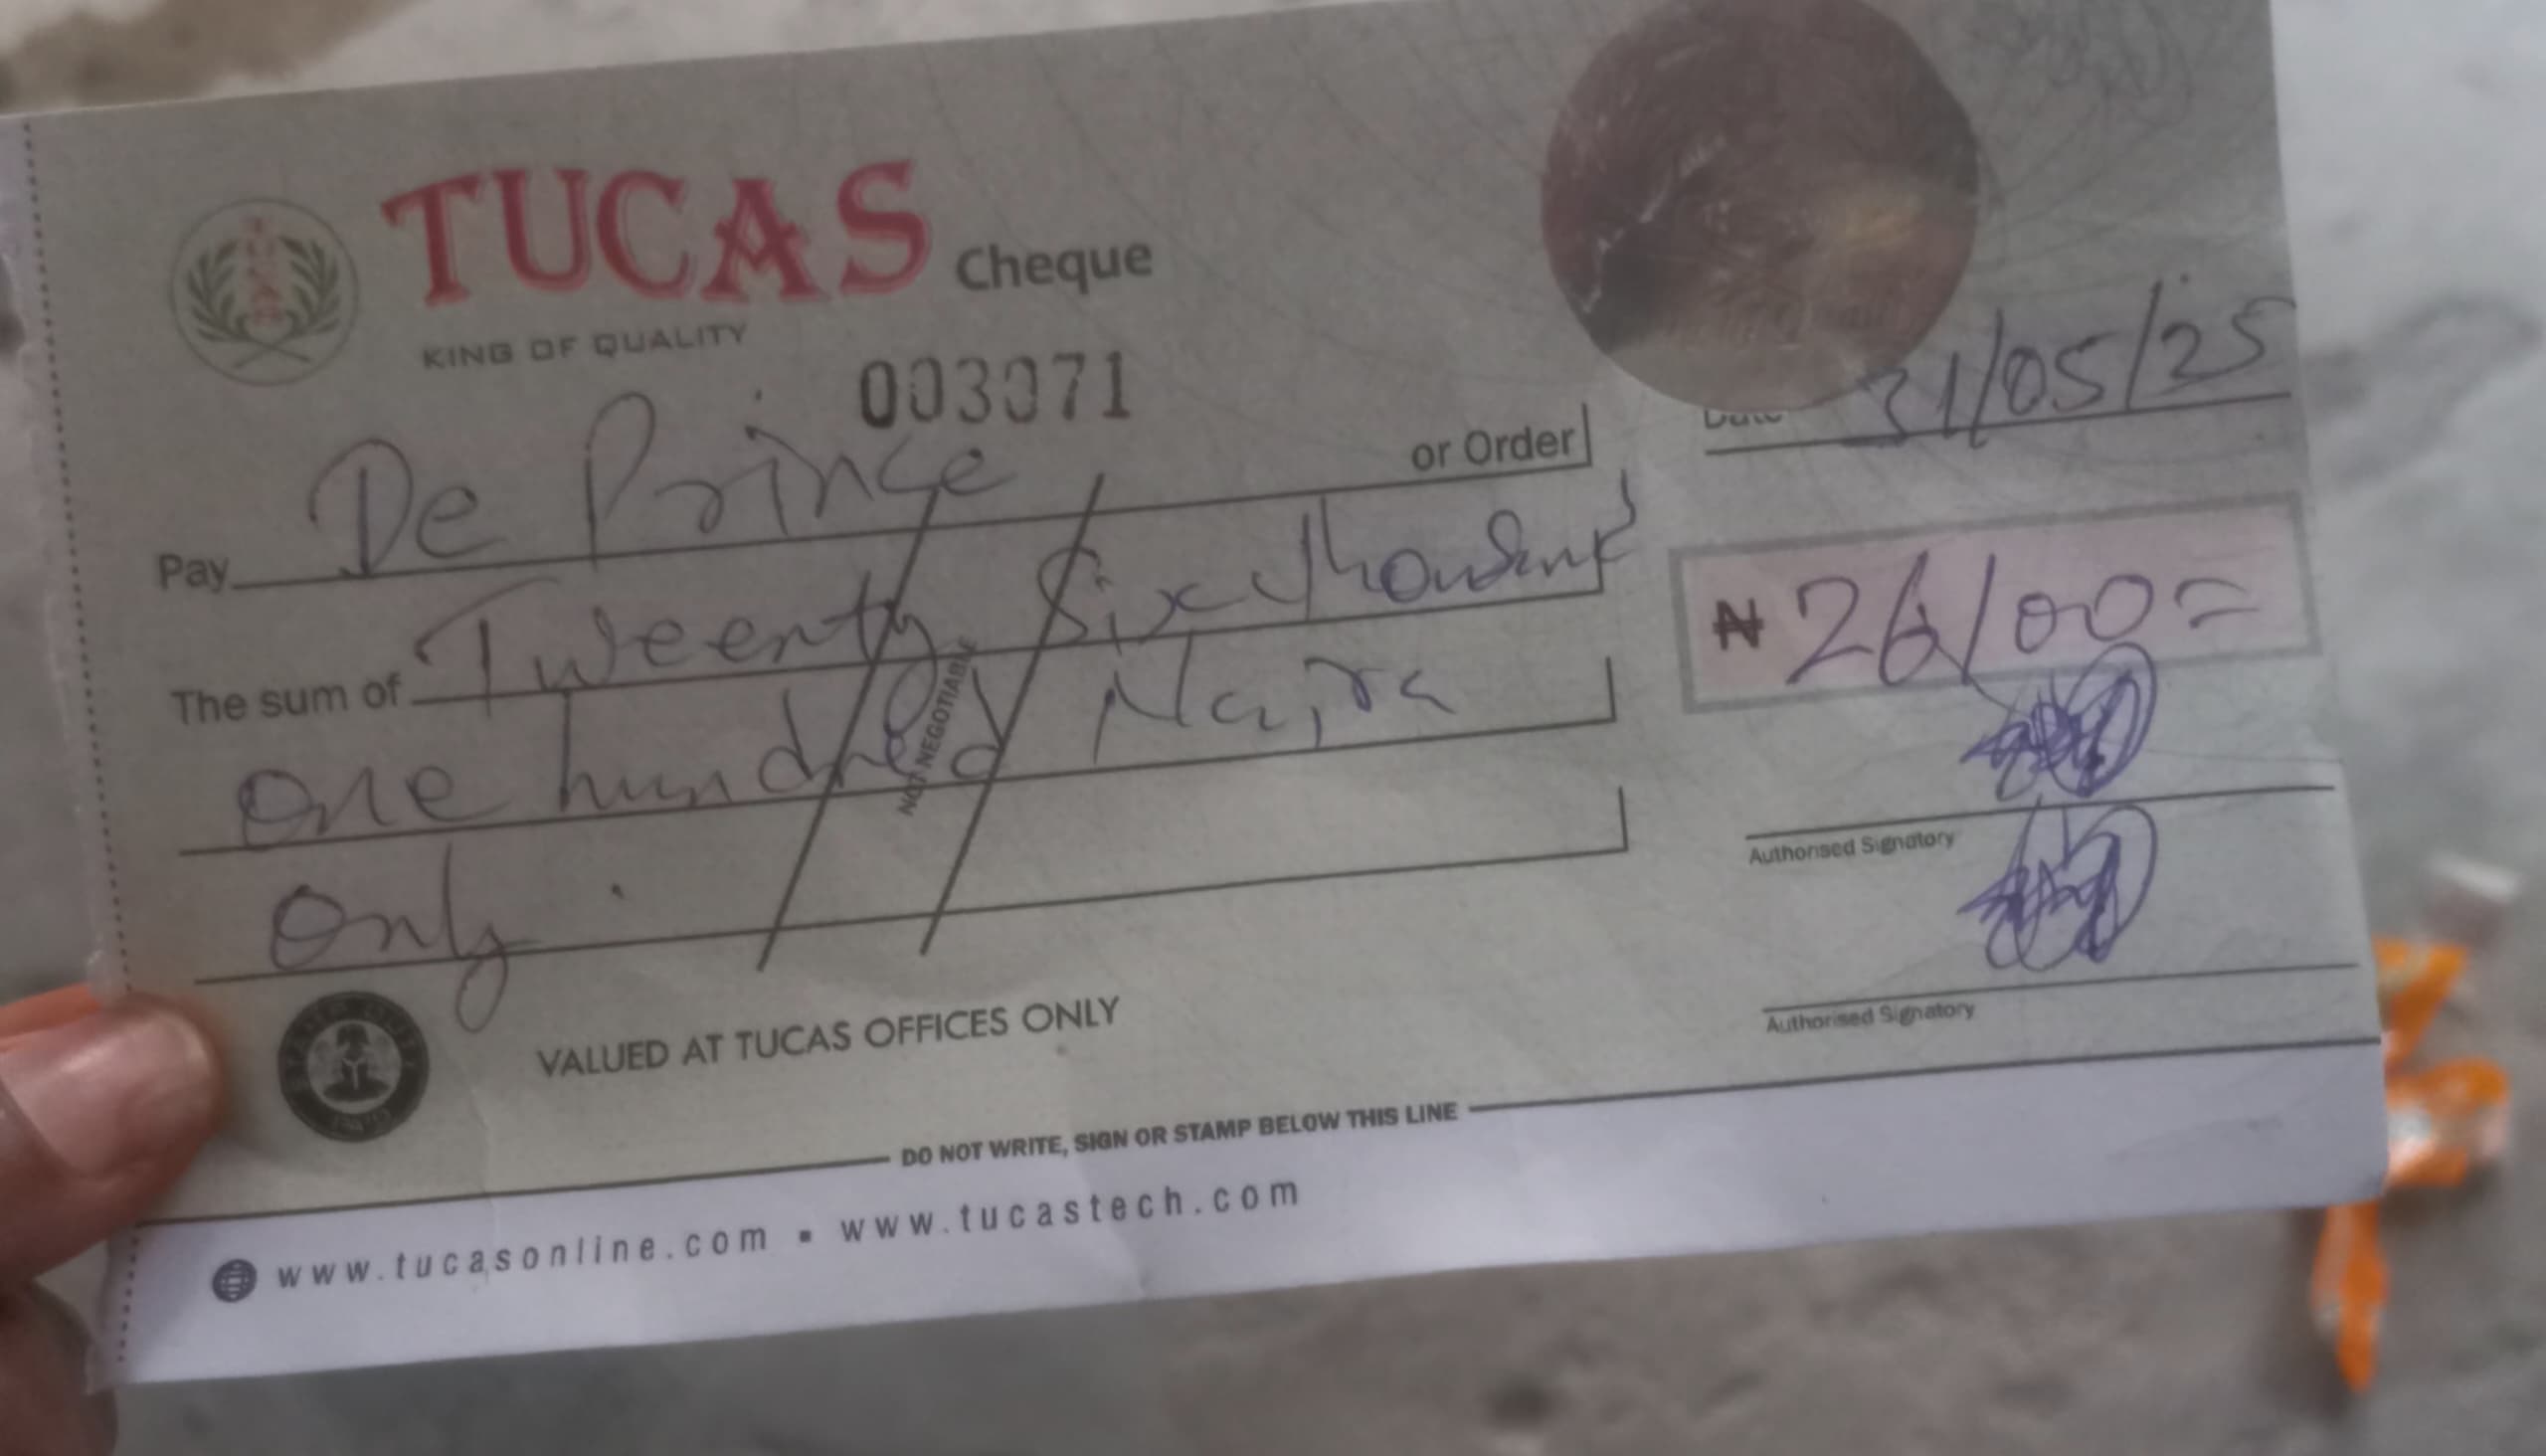 TUCAS Cheque
KING OF QUALITY
003071
Date 31/05/25
Pay De Prince or Order
The sum of Tweenty Six thousand
one hundred Naira
only.
₦ 26,100=
NOT NEGOTIABLE
Authorised Signatory
Authorised Signatory
VALUED AT TUCAS OFFICES ONLY
DO NOT WRITE, SIGN OR STAMP BELOW THIS LINE
www.tucasonline.com ▪ www.tucastech.com